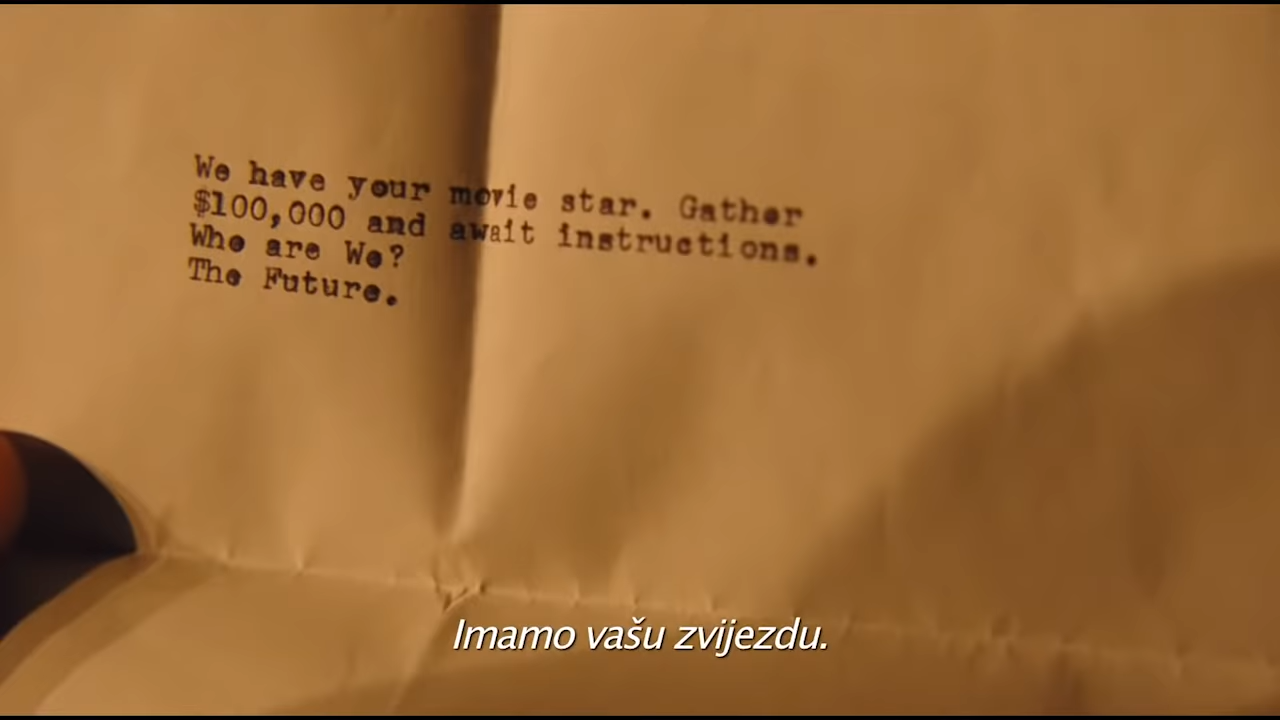 We have your movie star. Gather
$100,000 and await instructions.
Who are We?
The Future.
Imamo vašu zvijezdu.